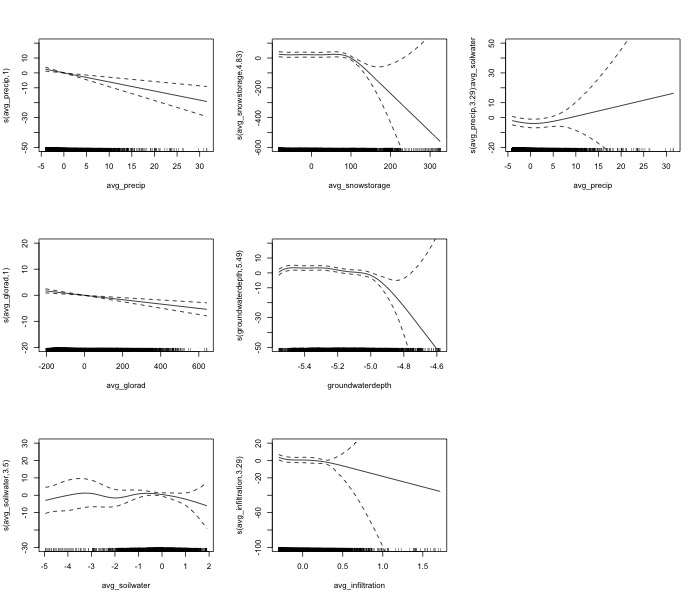 s(avg_precip,1)
10
0
-10
-30
-50
-5 0 5 10 15 20 25 30
avg_precip
s(avg_snowstorage,4.83)
0
-200
-400
-600
0 100 200 300
avg_snowstorage
s(avg_precip,3.29):avg_soilwater
50
30
10
0
-20
-5 0 5 10 15 20 25 30
avg_precip
s(avg_glorad,1)
20
10
0
-10
-20
-200 0 200 400 600
avg_glorad
s(groundwaterdepth,5.49)
10
0
-10
-30
-50
-5.4 -5.2 -5.0 -4.8 -4.6
groundwaterdepth
s(avg_soilwater,3.5)
30
20
10
0
-10
-30
-5 -4 -3 -2 -1 0 1 2
avg_soilwater
s(avg_infiltration,3.29)
20
0
-20
-60
-100
0.0 0.5 1.0 1.5
avg_infiltration